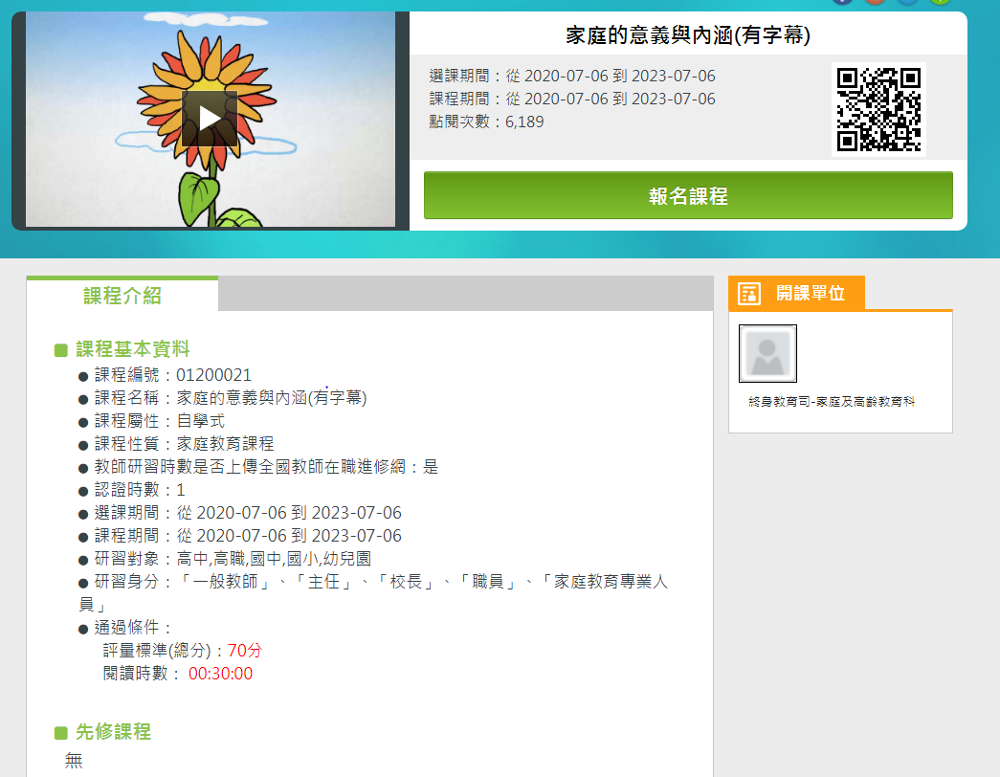 家庭的意義與內涵(有字幕)
選課期間：從 2020-07-06 到 2023-07-06
課程期間：從 2020-07-06 到 2023-07-06
點閱次數：6,189
報名課程
課程介紹
課程基本資料
課程編號：01200021
課程名稱：家庭的意義與內涵(有字幕)
課程屬性：自學式
課程性質：家庭教育課程
教師研習時數是否上傳全國教師在職進修網：是
認證時數：1
選課期間：從 2020-07-06 到 2023-07-06
課程期間：從 2020-07-06 到 2023-07-06
研習對象：高中,高職,國中,國小,幼兒園
研習身分：「一般教師」、「主任」、「校長」、「職員」、「家庭教育專業人
員」
通過條件：
評量標準(總分)：70分
閱讀時數： 00:30:00
先修課程
無
開課單位
終身教育司-家庭及高齡教育科